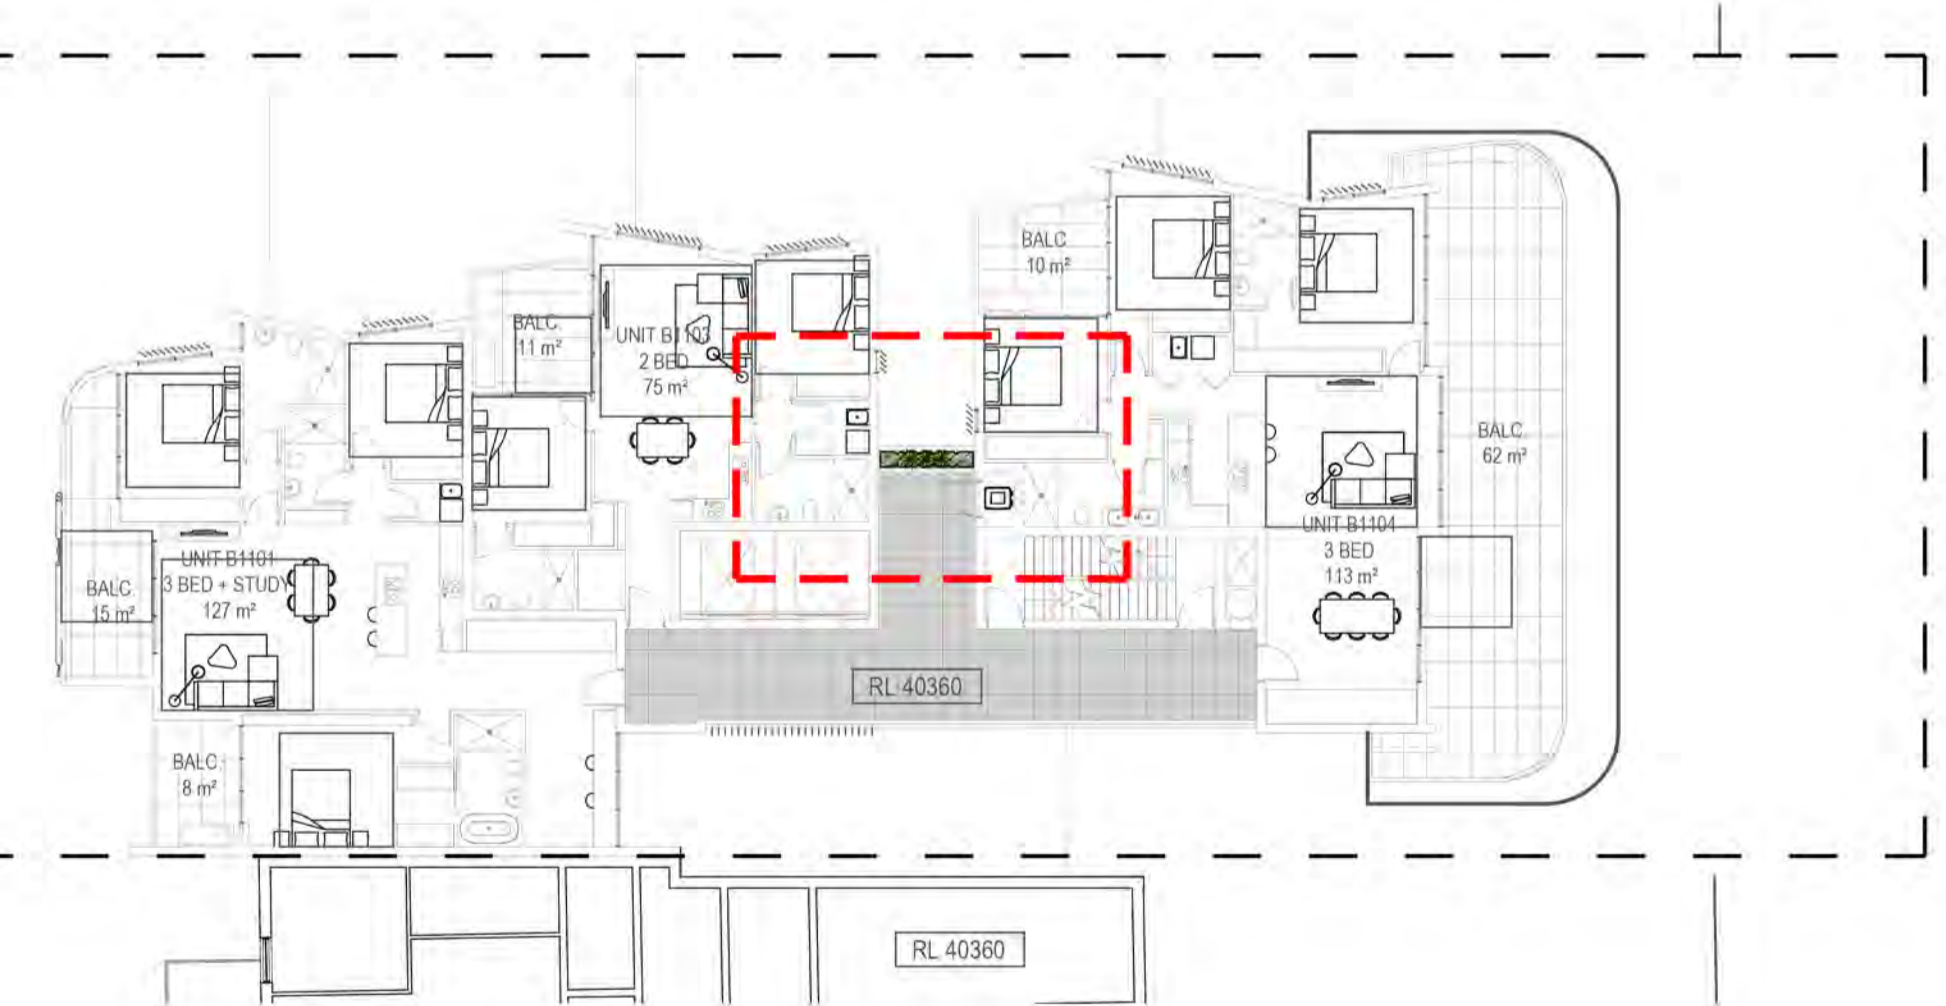 BALC
10 m²
BALC.
11 m²
UNIT B1103
2 BED
75 m²
BALC.
62 m²
UNIT B1104
3 BED
113 m²
BALC.
15 m²
UNIT B1101
3 BED + STUDY
127 m²
RL 40360
BALC.
8 m²
RL 40360